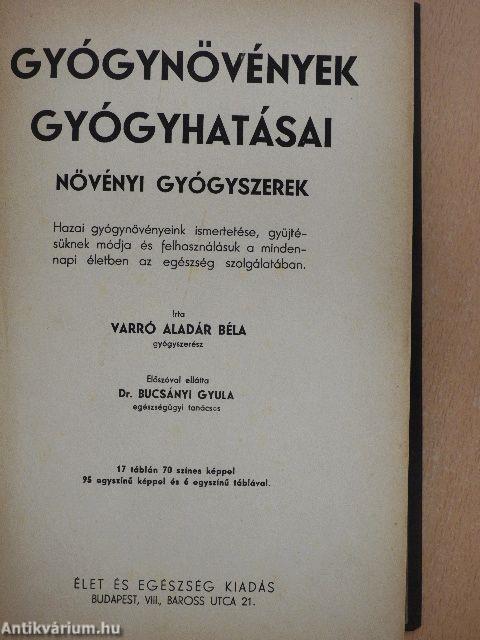 GYÓGYNÖVÉNYEK
GYÓGYHATÁSAI
NÖVÉNYI GYÓGYSZEREK
Hazai gyógynövényeink ismertetése, gyüjté-
süknek módja és felhasználásuk a minden-
napi életben az egészség szolgálatában.
Irta
VARRÓ ALADÁR BÉLA
gyógyszerész
Előszóval ellátta
Dr. BUCSÁNYI GYULA
egészségügyi tanácsos
17 táblán 70 színes képpel
95 egyszínű képpel és 6 egyszínű táblával.
ÉLET ÉS EGÉSZSÉG KIADÁS
BUDAPEST, VIII., BAROSS UTCA 21.
Antikvárium.hu